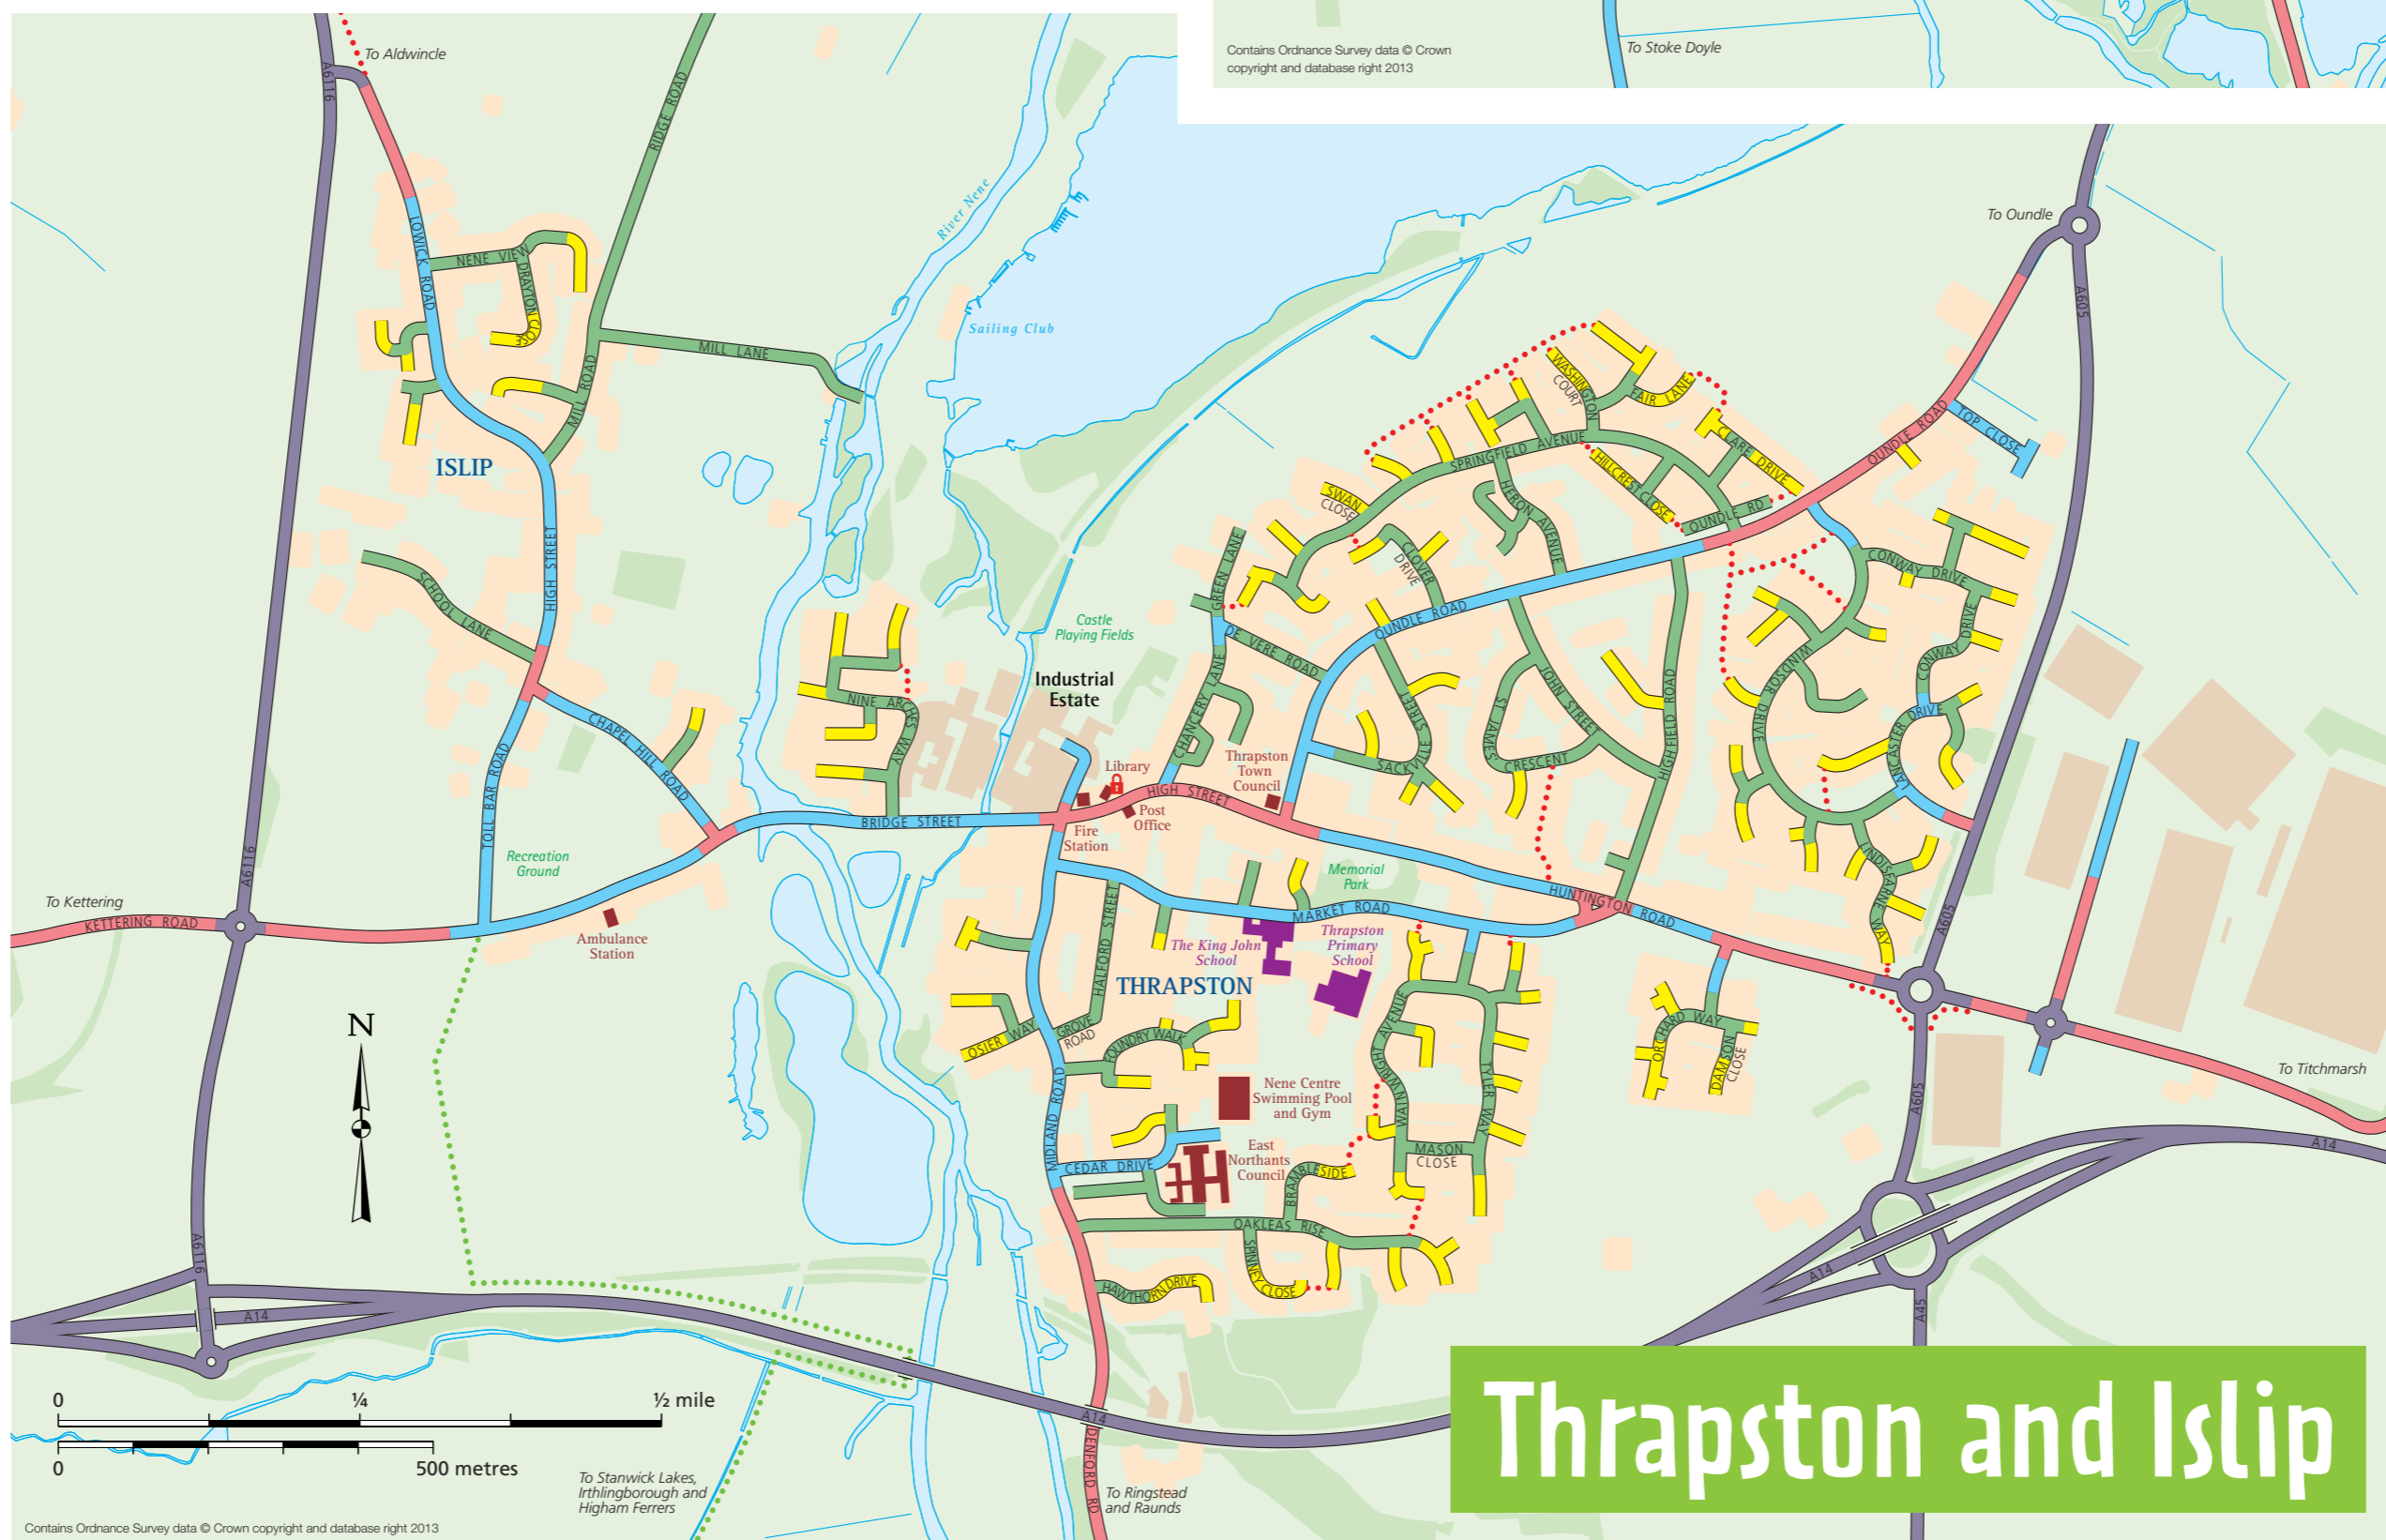 Contains Ordnance Survey data © Crown
copyright and database right 2013
To Stoke Doyle
To Aldwincle
A6116
RIDGE ROAD
River Nene
To Oundle
LOWICK ROAD
NENE VIEW
DRAYTON CLOSE
A605
Sailing Club
MILL LANE
MILL ROAD
WASHINGTON
COURT
FAIR LANE
OUNDLE ROAD
TOP CLOSE
CLARE DRIVE
SPRINGFIELD AVENUE
HILLCREST CLOSE
ISLIP
SWAN
CLOSE
HERON AVENUE
OUNDLE RD
HIGH STREET
GREEN LANE
CLOVER
DRIVE
CONWAY DRIVE
SCHOOL LANE
Castle
Playing Fields
DE VERE ROAD
OUNDLE ROAD
CONWAY DRIVE
WINDSOR DRIVE
Industrial
Estate
CHANCERY LANE
JOHN STREET
ST. JAMES' CRESCENT
HIGHFIELD ROAD
NINE ARCHES WAY
CHAPEL HILL ROAD
TOLL BAR ROAD
SACKVILLE STREET
LANCASTER DRIVE
Library
Thrapston
Town
Council
HIGH STREET
Post
Office
BRIDGE STREET
Fire
Station
A6116
Recreation
Ground
Memorial
Park
LINDISFARNE WAY
HUNTINGTON ROAD
To Kettering
KETTERING ROAD
MARKET ROAD
HALFORD STREET
A605
Ambulance
Station
The King John
School
Thrapston
Primary
School
THRAPSTON
N
OSIER WAY
GROVE
ROAD
FOUNDRY WALK
WAINWRIGHT AVENUE
TYLER WAY
ORCHARD WAY
DAMSON
CLOSE
To Titchmarsh
MIDLAND ROAD
Nene Centre
Swimming Pool
and Gym
A605
A14
MASON
CLOSE
CEDAR DRIVE
East
Northants
Council
BRAMBLESIDE
OAKLEAS RISE
A6116
SPINNEY CLOSE
HAWTHORN DRIVE
A14
A14
A45
0 ¼ ½ mile
A14
0 500 metres
DENFORD RD
To Stanwick Lakes,
Irthlingborough and
Higham Ferrers
To Ringstead
and Raunds
Thrapston and Islip
Contains Ordnance Survey data © Crown copyright and database right 2013